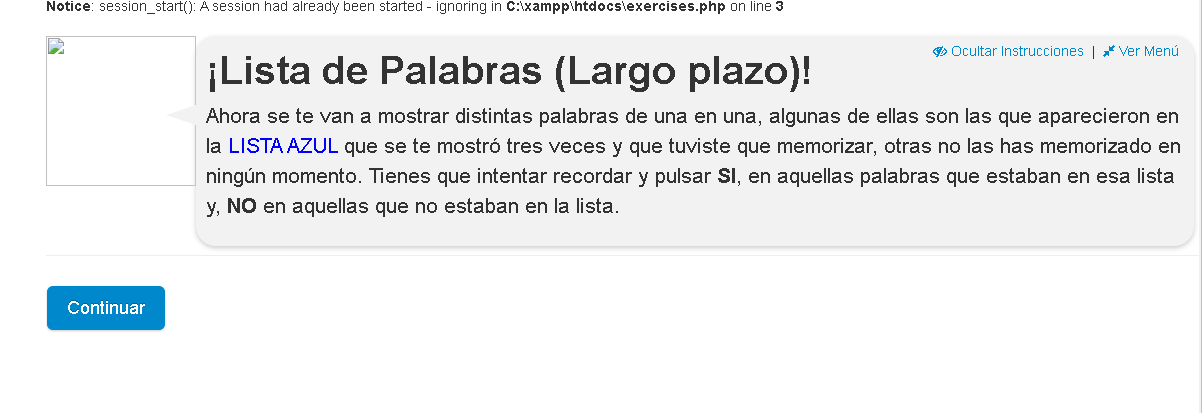 Notice: session_start(): A session had already been started - ignoring in C:\xampp\htdocs\exercises.php on line 3
Ocultar Instrucciones | Ver Menú
¡Lista de Palabras (Largo plazo)!
Ahora se te van a mostrar distintas palabras de una en una, algunas de ellas son las que aparecieron en
la LISTA AZUL que se te mostró tres veces y que tuviste que memorizar, otras no las has memorizado en
ningún momento. Tienes que intentar recordar y pulsar SI, en aquellas palabras que estaban en esa lista
y, NO en aquellas que no estaban en la lista.
Continuar